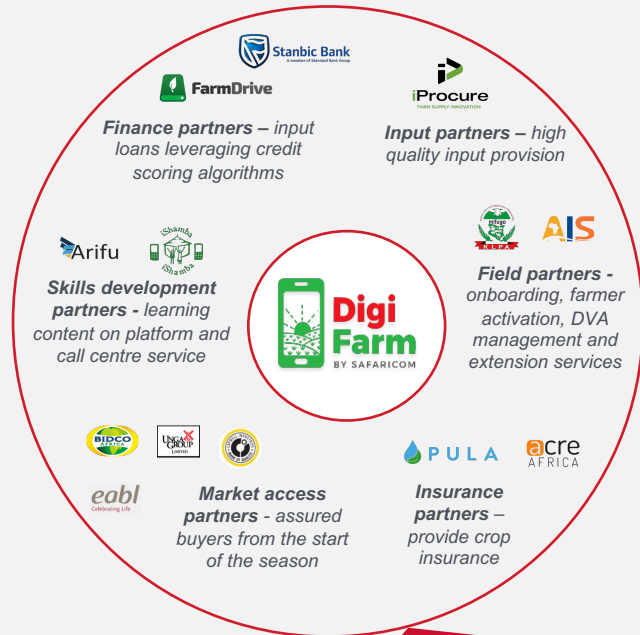 Stanbic Bank
A member of Standard Bank Group
FarmDrive
Finance partners – input
loans leveraging credit
scoring algorithms
iProcure
FARM SUPPLY INNOVATION
Input partners – high
quality input provision
Arifu
iShamba
iShamba
Skills development
partners - learning
content on platform and
call centre service
Digi
Farm
BY SAFARICOM
mifugo
KLPA
AIS
Field partners -
onboarding, farmer
activation, DVA
management and
extension services
BIDCO
AFRICA
UNGA
GROUP
LIMITED
eabl
Celebrating Life
Market access
partners - assured
buyers from the start
of the season
PULA
acre
AFRICA
Insurance
partners –
provide crop
insurance